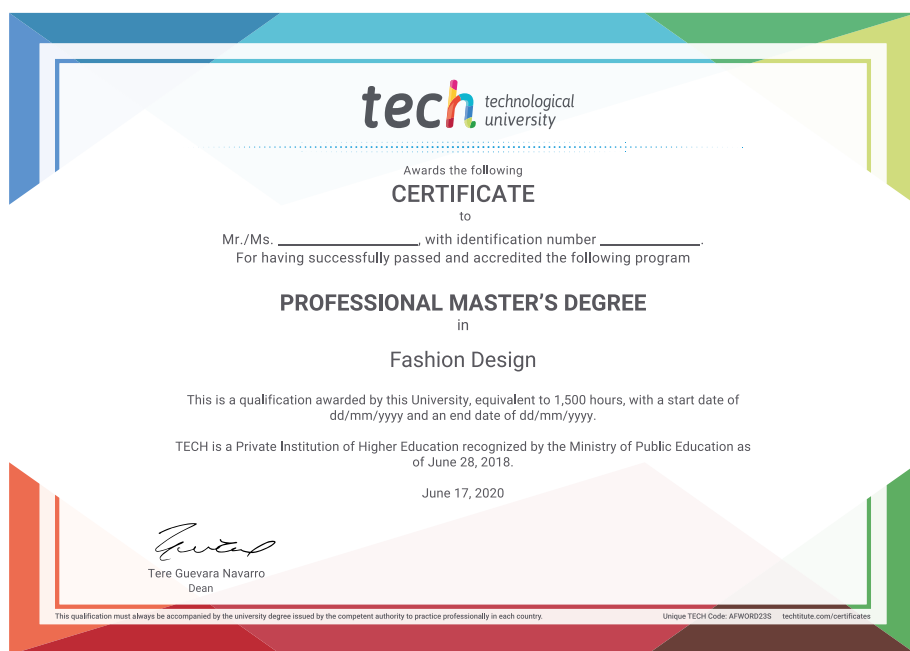 tech technological
university
Awards the following
CERTIFICATE
to
Mr./Ms. ____________________, with identification number ______________.
For having successfully passed and accredited the following program
PROFESSIONAL MASTER'S DEGREE
in
Fashion Design
This is a qualification awarded by this University, equivalent to 1,500 hours, with a start date of
dd/mm/yyyy and an end date of dd/mm/yyyy.
TECH is a Private Institution of Higher Education recognized by the Ministry of Public Education as
of June 28, 2018.
June 17, 2020
Tere Guevara Navarro
Dean
This qualification must always be accompanied by the university degree issued by the competent authority to practice professionally in each country. Unique TECH Code: AFWORD23S techtitute.com/certificates